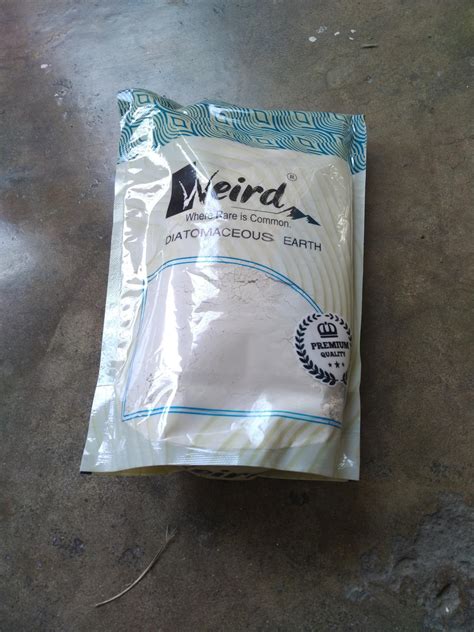 Weird®
Where Rare is Common.
DIATOMACEOUS EARTH
PREMIUM
QUALITY